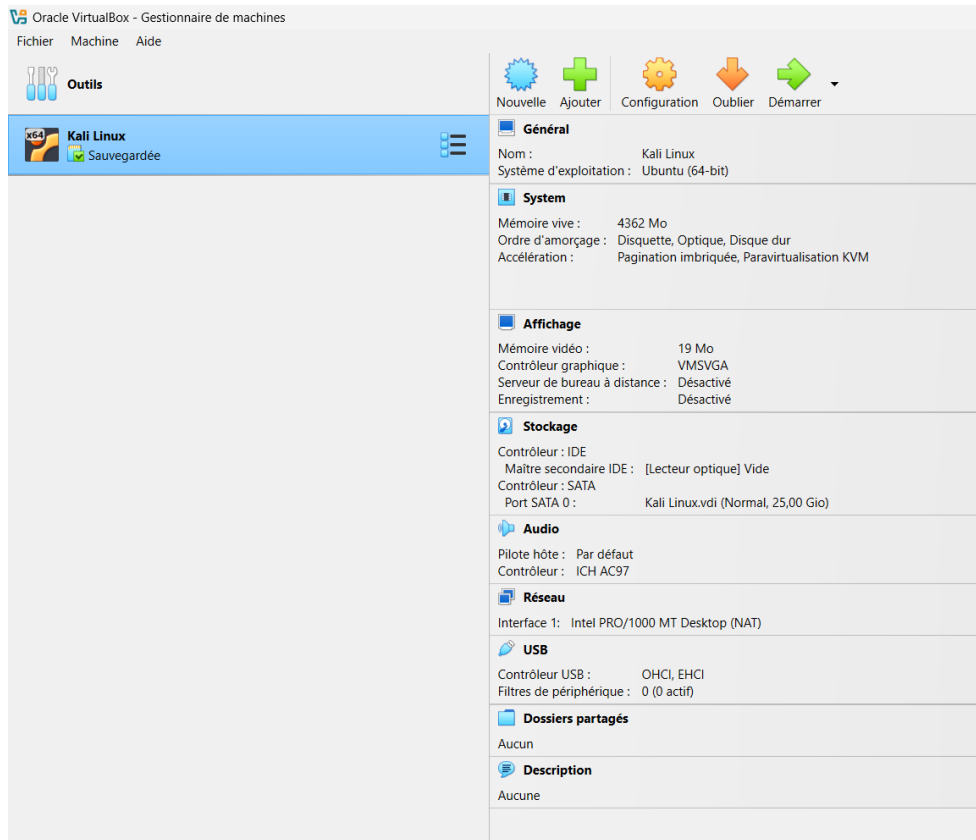 Oracle VirtualBox - Gestionnaire de machines
Fichier Machine Aide
Outils
Nouvelle Ajouter Configuration Oublier Démarrer
x64
Kali Linux
Sauvegardée
Général
Nom : Kali Linux
Système d'exploitation : Ubuntu (64-bit)
System
Mémoire vive : 4362 Mo
Ordre d'amorçage : Disquette, Optique, Disque dur
Accélération : Pagination imbriquée, Paravirtualisation KVM
Affichage
Mémoire vidéo : 19 Mo
Contrôleur graphique : VMSVGA
Serveur de bureau à distance : Désactivé
Enregistrement : Désactivé
Stockage
Contrôleur : IDE
Maître secondaire IDE : [Lecteur optique] Vide
Contrôleur : SATA
Port SATA 0 : Kali Linux.vdi (Normal, 25,00 Gio)
Audio
Pilote hôte : Par défaut
Contrôleur : ICH AC97
Réseau
Interface 1: Intel PRO/1000 MT Desktop (NAT)
USB
Contrôleur USB : OHCI, EHCI
Filtres de périphérique : 0 (0 actif)
Dossiers partagés
Aucun
Description
Aucune